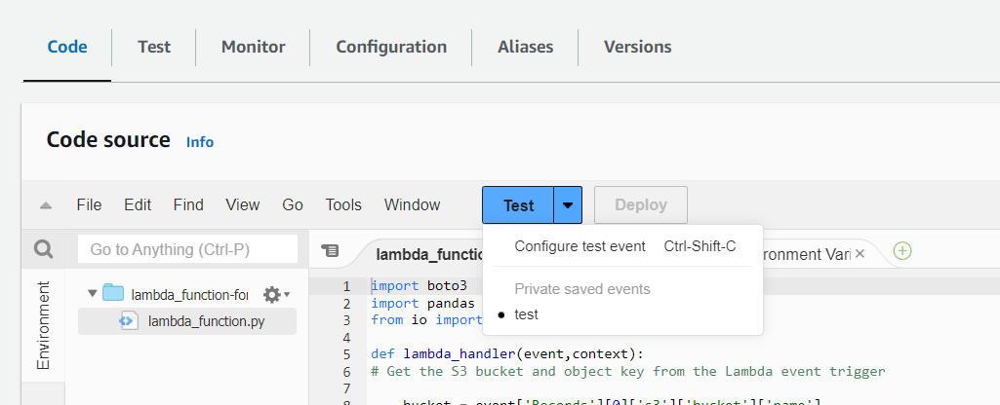 Code Test Monitor Configuration Aliases Versions
Code source Info
File Edit Find View Go Tools Window Test Deploy
Go to Anything (Ctrl-P)
Configure test event Ctrl-Shift-C
Private saved events
test
Environment
lambda_function-for
lambda_function.py
lambda_functio
ronment Vari
1 import boto3
2 import pandas
3 from io import
4
5 def lambda_handler(event,context):
6 # Get the S3 bucket and object key from the Lambda event trigger
7
8 bucket = event['Records'][0]['s3']['bucket']['name']